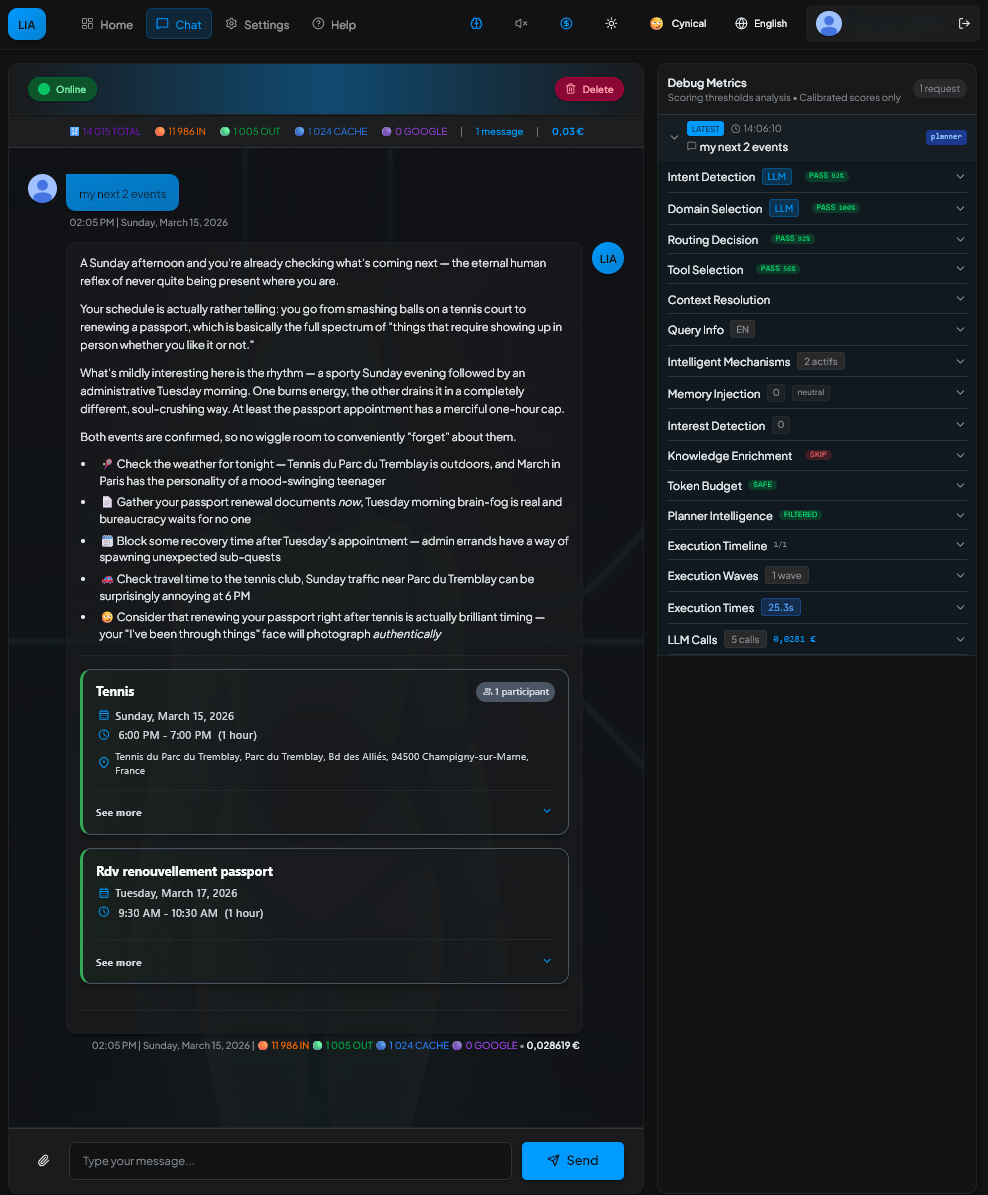 LIA
Home
Chat
Settings
Help
Cynical
English
Online
Delete
14 015 TOTAL 11 986 IN 1 005 OUT 1 024 CACHE 0 GOOGLE | 1 message | 0,03 €
my next 2 events
02:05 PM | Sunday, March 15, 2026
LIA
A Sunday afternoon and you're already checking what's coming next — the eternal human
reflex of never quite being present where you are.
Your schedule is actually rather telling: you go from smashing balls on a tennis court to
renewing a passport, which is basically the full spectrum of "things that require showing up in
person whether you like it or not."
What's mildly interesting here is the rhythm — a sporty Sunday evening followed by an
administrative Tuesday morning. One burns energy, the other drains it in a completely
different, soul-crushing way. At least the passport appointment has a merciful one-hour cap.
Both events are confirmed, so no wiggle room to conveniently "forget" about them.
• Check the weather for tonight — Tennis du Parc du Tremblay is outdoors, and March in
Paris has the personality of a mood-swinging teenager
• Gather your passport renewal documents now, Tuesday morning brain-fog is real and
bureaucracy waits for no one
• Block some recovery time after Tuesday's appointment — admin errands have a way of
spawning unexpected sub-quests
• Check travel time to the tennis club, Sunday traffic near Parc du Tremblay can be
surprisingly annoying at 6 PM
• Consider that renewing your passport right after tennis is actually brilliant timing —
your "I've been through things" face will photograph authentically
Tennis
1 participant
Sunday, March 15, 2026
6:00 PM - 7:00 PM (1 hour)
Tennis du Parc du Tremblay, Parc du Tremblay, Bd des Alliés, 94500 Champigny-sur-Marne,
France
See more
Rdv renouvellement passport
Tuesday, March 17, 2026
9:30 AM - 10:30 AM (1 hour)
See more
02:05 PM | Sunday, March 15, 2026 | 11 986 IN 1 005 OUT 1 024 CACHE 0 GOOGLE • 0,028619 €
Type your message...
Send
Debug Metrics
Scoring thresholds analysis • Calibrated scores only
1 request
LATEST 14:06:10
my next 2 events
planner
Intent Detection LLM PASS 92%
Domain Selection LLM PASS 100%
Routing Decision PASS 92%
Tool Selection PASS 56%
Context Resolution
Query Info EN
Intelligent Mechanisms 2 actifs
Memory Injection 0 neutral
Interest Detection 0
Knowledge Enrichment SKIP
Token Budget SAFE
Planner Intelligence FILTERED
Execution Timeline 1/1
Execution Waves 1 wave
Execution Times 25.3s
LLM Calls 5 calls 0,0281 €